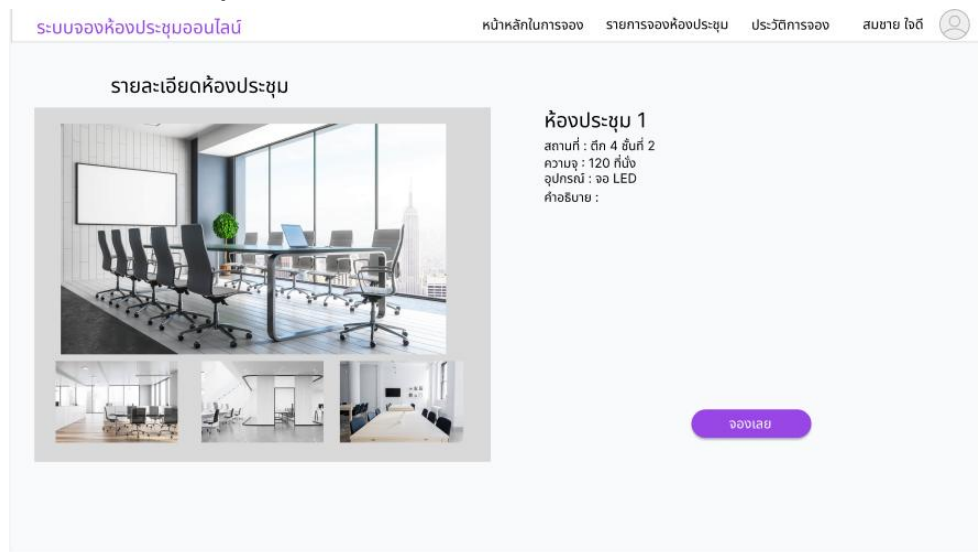 ระบบจองห้องประชุมออนไลน์ หน้าหลักในการจอง รายการจองห้องประชุม ประวัติการจอง สมชาย ใจดี
รายละเอียดห้องประชุม
ห้องประชุม 1
สถานที่ : ตึก 4 ชั้นที่ 2
ความจุ : 120 ที่นั่ง
อุปกรณ์ : จอ LED
คำอธิบาย :
จองเลย